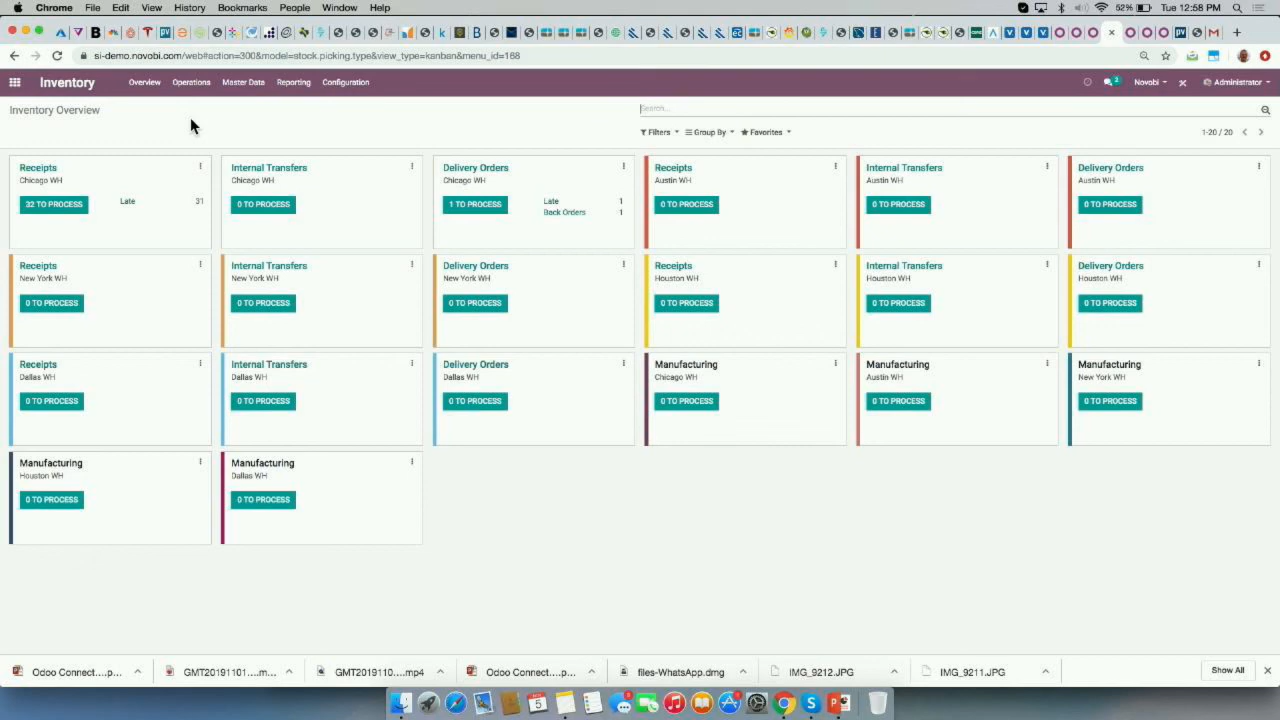 Chrome File Edit View History Bookmarks People Window Help
52% Tue 12:58 PM
si-demo.novobi.com/web#action=300&model=stock.picking.type&view_type=kanban&menu_id=168
Inventory Overview Operations Master Data Reporting Configuration
2 Novobi Administrator
Inventory Overview
Search...
Filters Group By Favorites 1-20 / 20
Receipts
Chicago WH
32 TO PROCESS
Late 31
Internal Transfers
Chicago WH
0 TO PROCESS
Delivery Orders
Chicago WH
1 TO PROCESS
Late 1
Back Orders 1
Receipts
Austin WH
0 TO PROCESS
Internal Transfers
Austin WH
0 TO PROCESS
Delivery Orders
Austin WH
0 TO PROCESS
Receipts
New York WH
0 TO PROCESS
Internal Transfers
New York WH
0 TO PROCESS
Delivery Orders
New York WH
0 TO PROCESS
Receipts
Houston WH
0 TO PROCESS
Internal Transfers
Houston WH
0 TO PROCESS
Delivery Orders
Houston WH
0 TO PROCESS
Receipts
Dallas WH
0 TO PROCESS
Internal Transfers
Dallas WH
0 TO PROCESS
Delivery Orders
Dallas WH
0 TO PROCESS
Manufacturing
Chicago WH
0 TO PROCESS
Manufacturing
Austin WH
0 TO PROCESS
Manufacturing
New York WH
0 TO PROCESS
Manufacturing
Houston WH
0 TO PROCESS
Manufacturing
Dallas WH
0 TO PROCESS
Odoo Connect....p... GMT20191101....m... GMT2019110....mp4 Odoo Connect....p... files-WhatsApp.dmg IMG_9212.JPG IMG_9211.JPG Show All
5